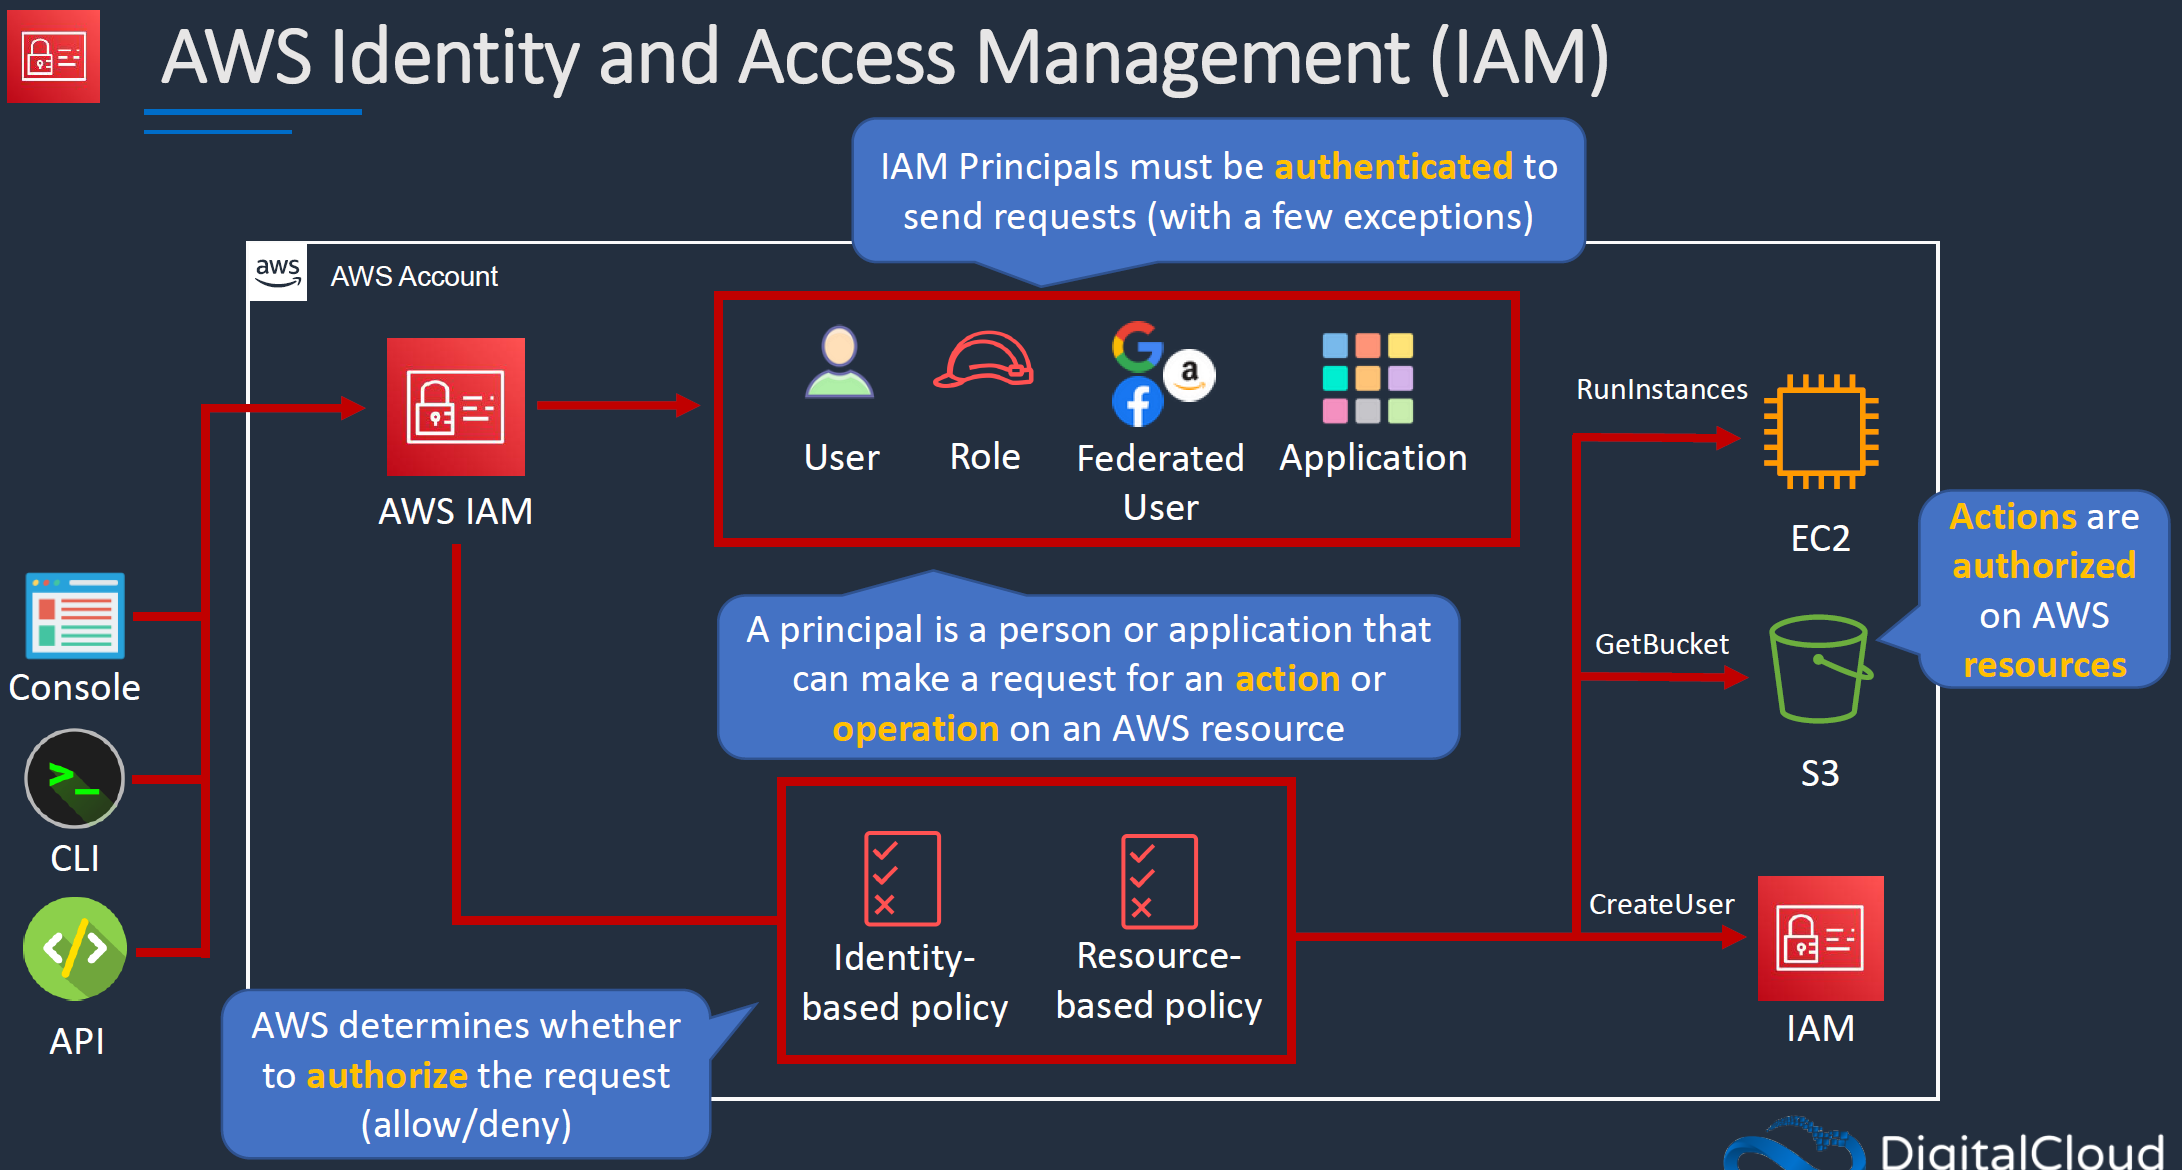 AWS Identity and Access Management (IAM)
IAM Principals must be authenticated to
send requests (with a few exceptions)
aws
AWS Account
User
Role
Federated
User
Application
a
AWS IAM
RunInstances
EC2
Actions are
authorized
on AWS
resources
A principal is a person or application that
can make a request for an action or
operation on an AWS resource
GetBucket
S3
Console
>_
CLI
</>
API
Identity-
based policy
Resource-
based policy
CreateUser
IAM
AWS determines whether
to authorize the request
(allow/deny)
DigitalCloud